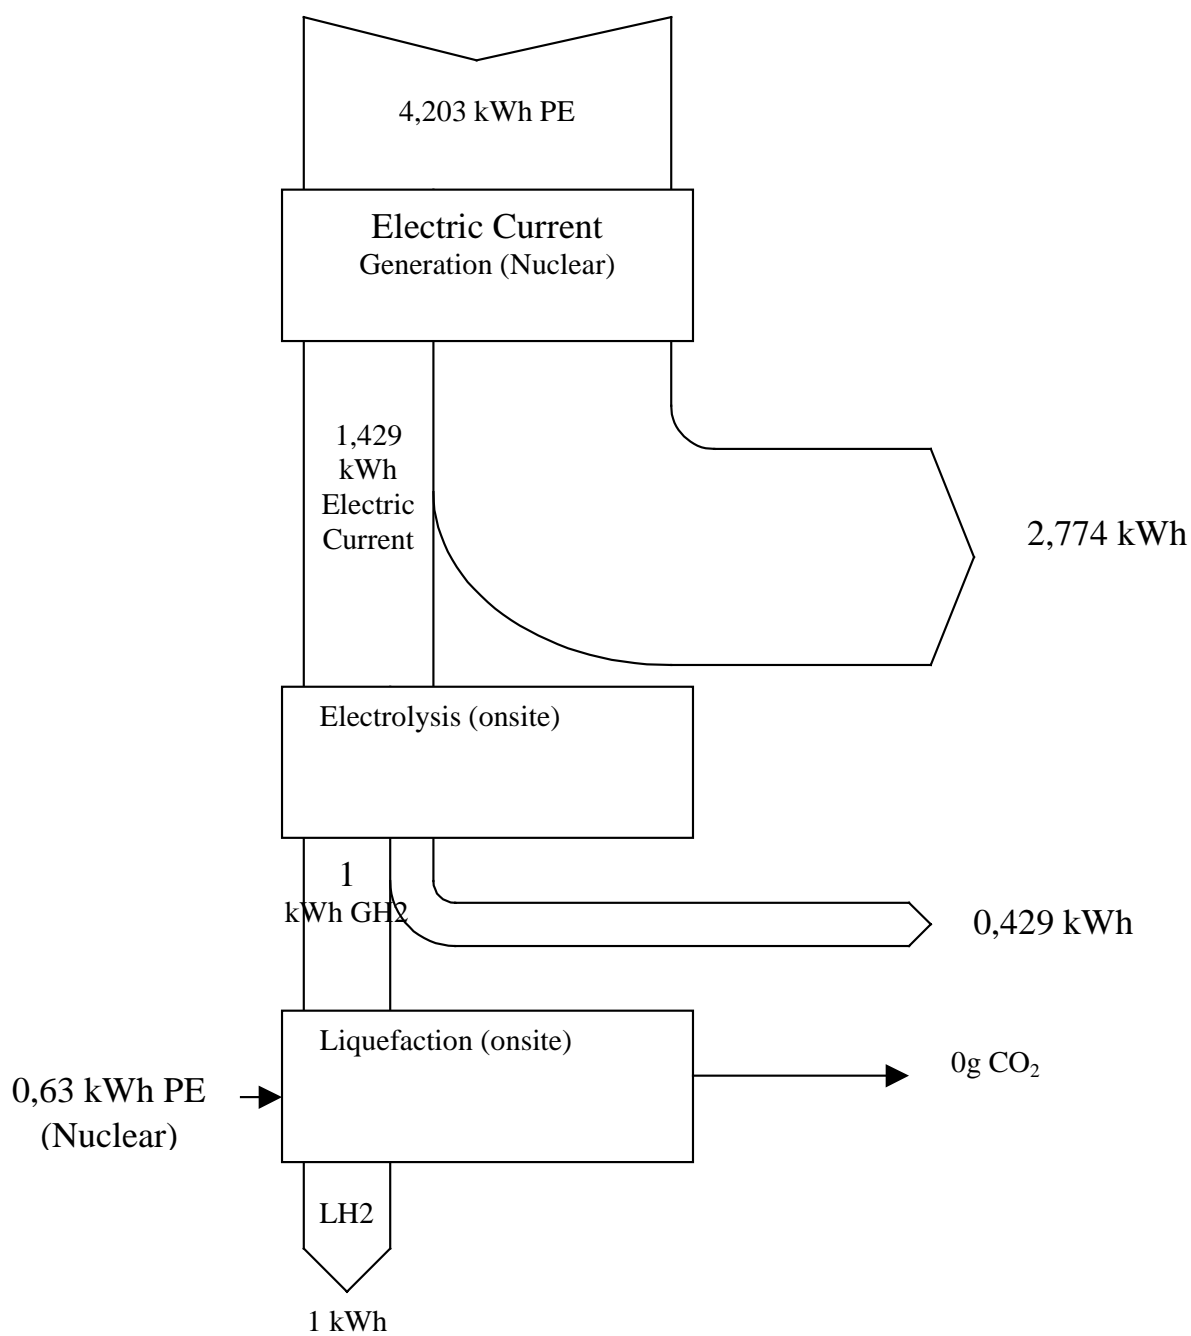 4,203 kWh PE
Electric Current
Generation (Nuclear)
1,429
kWh
Electric
Current
2,774 kWh
Electrolysis (onsite)
1
kWh GH2
0,429 kWh
Liquefaction (onsite)
0g CO₂
0,63 kWh PE
(Nuclear)
LH2
1 kWh